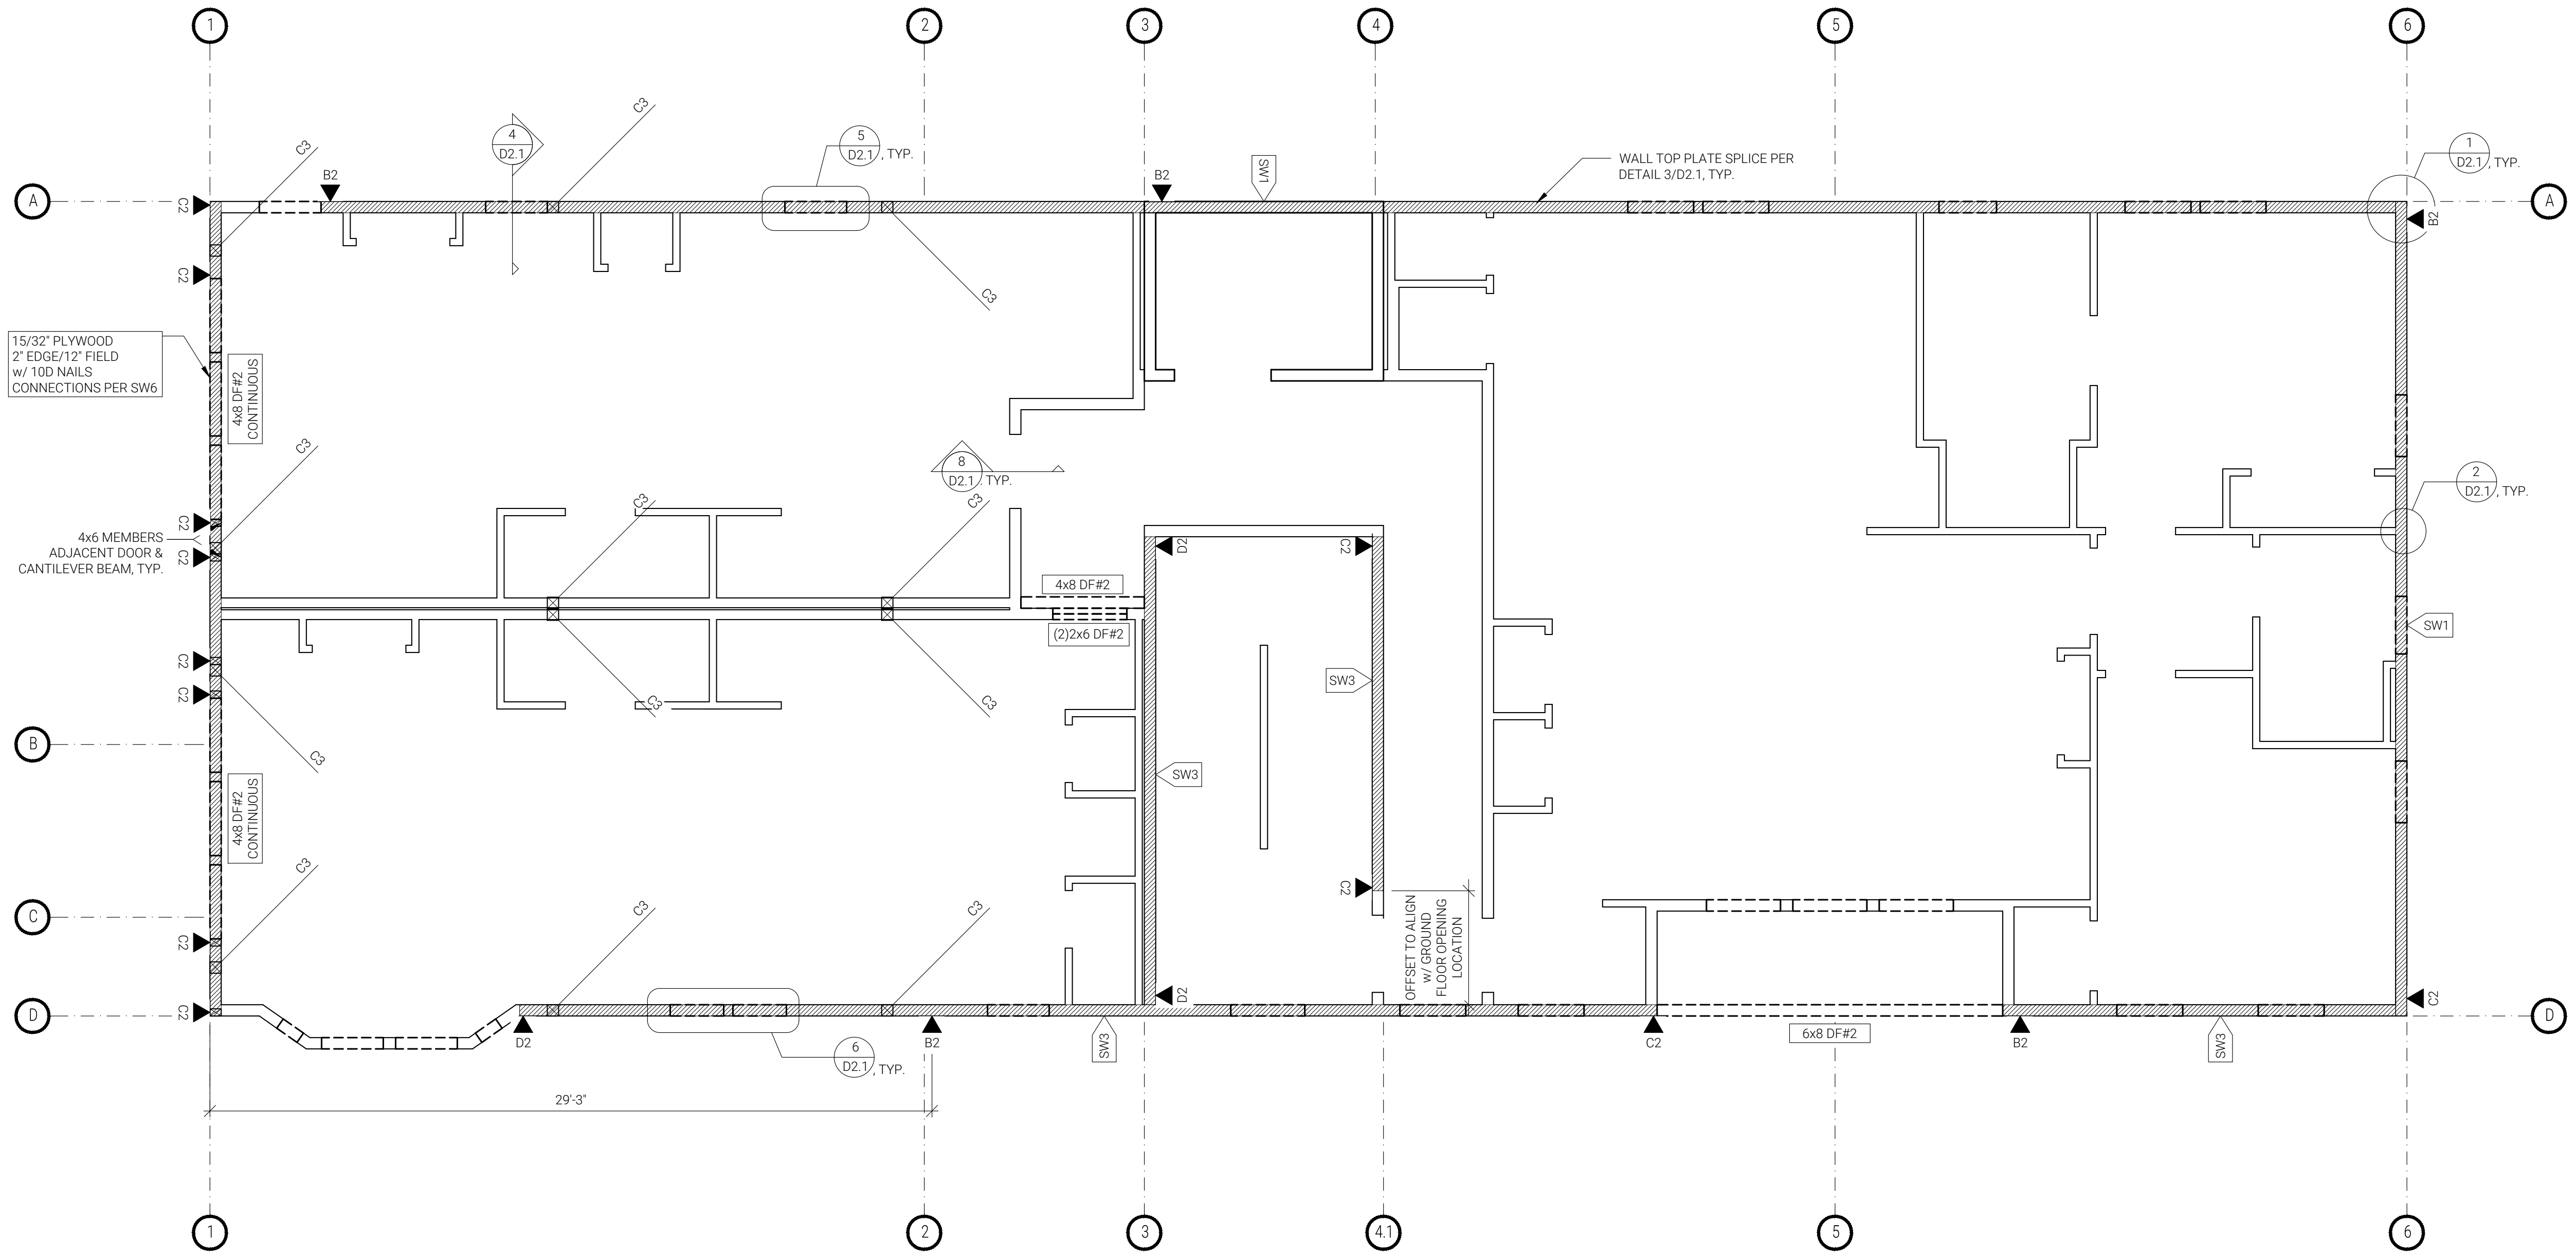 1
2
3
4
5
6
C3
C3
4
D2.1
5
D2.1 , TYP.
1
D2.1 , TYP.
WALL TOP PLATE SPLICE PER
DETAIL 3/D2.1, TYP.
SW1
B2
B2
A
C2
B2
A
C2
C3
15/32" PLYWOOD
2" EDGE/12" FIELD
w/ 10D NAILS
CONNECTIONS PER SW6
4x8 DF#2
CONTINUOUS
C3
8
D2.1 , TYP.
2
D2.1 , TYP.
C3
C3
C2
4x6 MEMBERS
ADJACENT DOOR &
CANTILEVER BEAM, TYP.
C2
D2
C2
4x8 DF#2
(2)2x6 DF#2
SW1
C2
C2
SW3
C3
C3
B
C3
SW3
4x8 DF#2
CONTINUOUS
C3
C2
C
C3
C3
OFFSET TO ALIGN
w/ GROUND
FLOOR OPENING
LOCATION
C2
C2
D2
C2
D
D
D2
B2
SW3
C2
6x8 DF#2
B2
SW3
6
D2.1 , TYP.
29'-3"
1
2
3
4.1
5
6